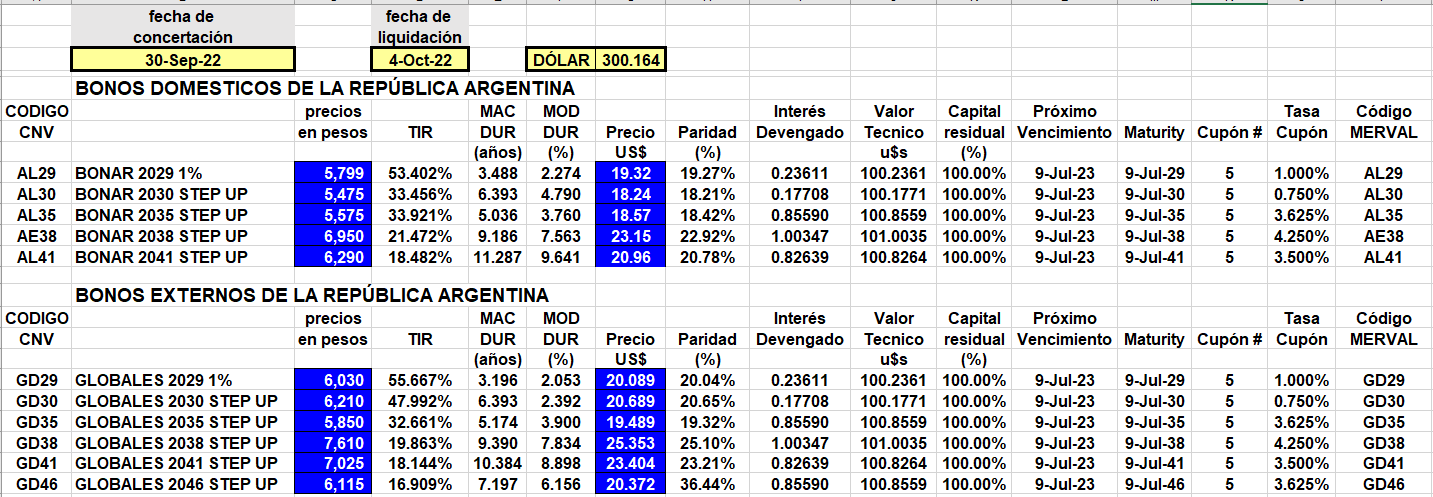 fecha de fecha de
concertación liquidación
30-Sep-22 4-Oct-22 DÓLAR 300.164
BONOS DOMESTICOS DE LA REPÚBLICA ARGENTINA
CODIGO precios MAC MOD Interés Valor Capital Próximo Tasa Código
CNV en pesos TIR DUR DUR Precio Paridad Devengado Tecnico residual Vencimiento Maturity Cupón # Cupón MERVAL
(años) (%) US$ (%) u$s (%)
AL29 BONAR 2029 1% 5,799 53.402% 3.488 2.274 19.32 19.27% 0.23611 100.2361 100.00% 9-Jul-23 9-Jul-29 5 1.000% AL29
AL30 BONAR 2030 STEP UP 5,475 33.456% 6.393 4.790 18.24 18.21% 0.17708 100.1771 100.00% 9-Jul-23 9-Jul-30 5 0.750% AL30
AL35 BONAR 2035 STEP UP 5,575 33.921% 5.036 3.760 18.57 18.42% 0.85590 100.8559 100.00% 9-Jul-23 9-Jul-35 5 3.625% AL35
AE38 BONAR 2038 STEP UP 6,950 21.472% 9.186 7.563 23.15 22.92% 1.00347 101.0035 100.00% 9-Jul-23 9-Jul-38 5 4.250% AE38
AL41 BONAR 2041 STEP UP 6,290 18.482% 11.287 9.641 20.96 20.78% 0.82639 100.8264 100.00% 9-Jul-23 9-Jul-41 5 3.500% AL41
BONOS EXTERNOS DE LA REPÚBLICA ARGENTINA
CODIGO precios MAC MOD Interés Valor Capital Próximo Tasa Código
CNV en pesos TIR DUR DUR Precio Paridad Devengado Tecnico residual Vencimiento Maturity Cupón # Cupón MERVAL
(años) (%) US$ (%) u$s (%)
GD29 GLOBALES 2029 1% 6,030 55.667% 3.196 2.053 20.089 20.04% 0.23611 100.2361 100.00% 9-Jul-23 9-Jul-29 5 1.000% GD29
GD30 GLOBALES 2030 STEP UP 6,210 47.992% 6.393 2.392 20.689 20.65% 0.17708 100.1771 100.00% 9-Jul-23 9-Jul-30 5 0.750% GD30
GD35 GLOBALES 2035 STEP UP 5,850 32.661% 5.174 3.900 19.489 19.32% 0.85590 100.8559 100.00% 9-Jul-23 9-Jul-35 5 3.625% GD35
GD38 GLOBALES 2038 STEP UP 7,610 19.863% 9.390 7.834 25.353 25.10% 1.00347 101.0035 100.00% 9-Jul-23 9-Jul-38 5 4.250% GD38
GD41 GLOBALES 2041 STEP UP 7,025 18.144% 10.384 8.898 23.404 23.21% 0.82639 100.8264 100.00% 9-Jul-23 9-Jul-41 5 3.500% GD41
GD46 GLOBALES 2046 STEP UP 6,115 16.909% 7.197 6.156 20.372 36.44% 0.85590 100.8559 100.00% 9-Jul-23 9-Jul-46 5 3.625% GD46